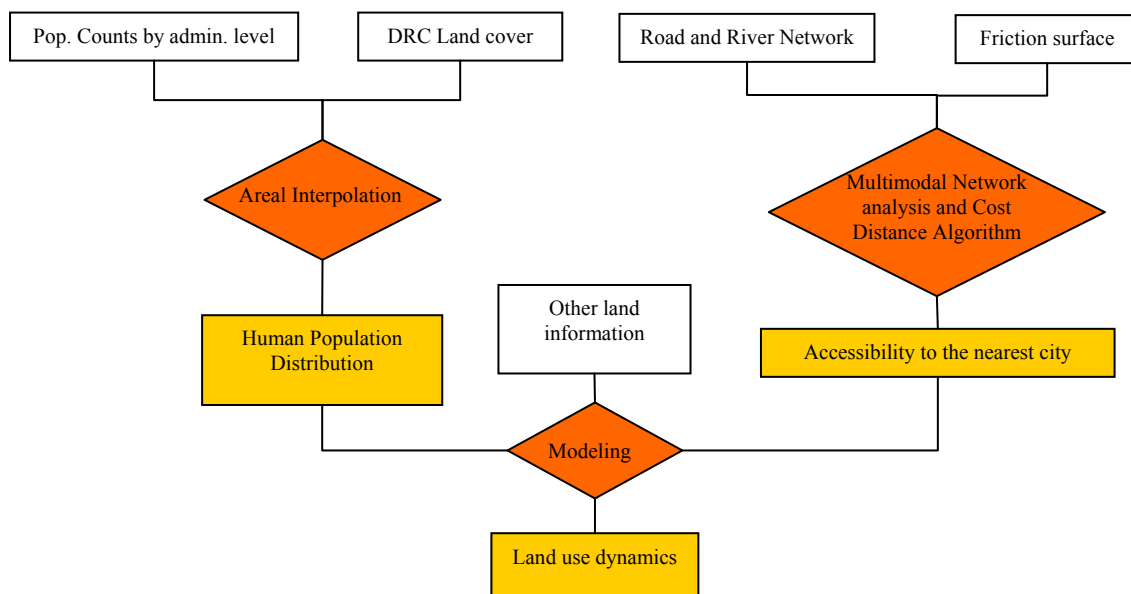 Pop. Counts by admin. level
DRC Land cover
Road and River Network
Friction surface
Areal Interpolation
Multimodal Network
analysis and Cost
Distance Algorithm
Human Population
Distribution
Other land
information
Accessibility to the nearest city
Modeling
Land use dynamics